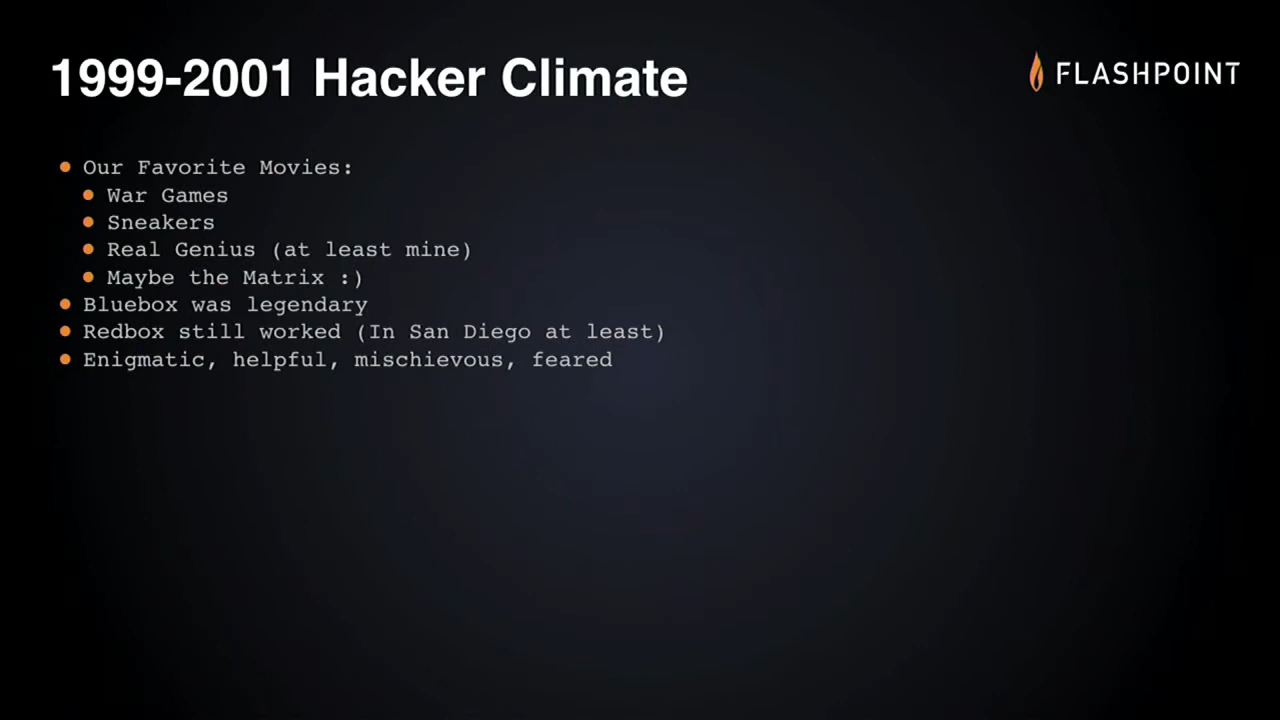 1999-2001 Hacker Climate
FLASHPOINT
Our Favorite Movies:
War Games
Sneakers
Real Genius (at least mine)
Maybe the Matrix :)
Bluebox was legendary
Redbox still worked (In San Diego at least)
Enigmatic, helpful, mischievous, feared